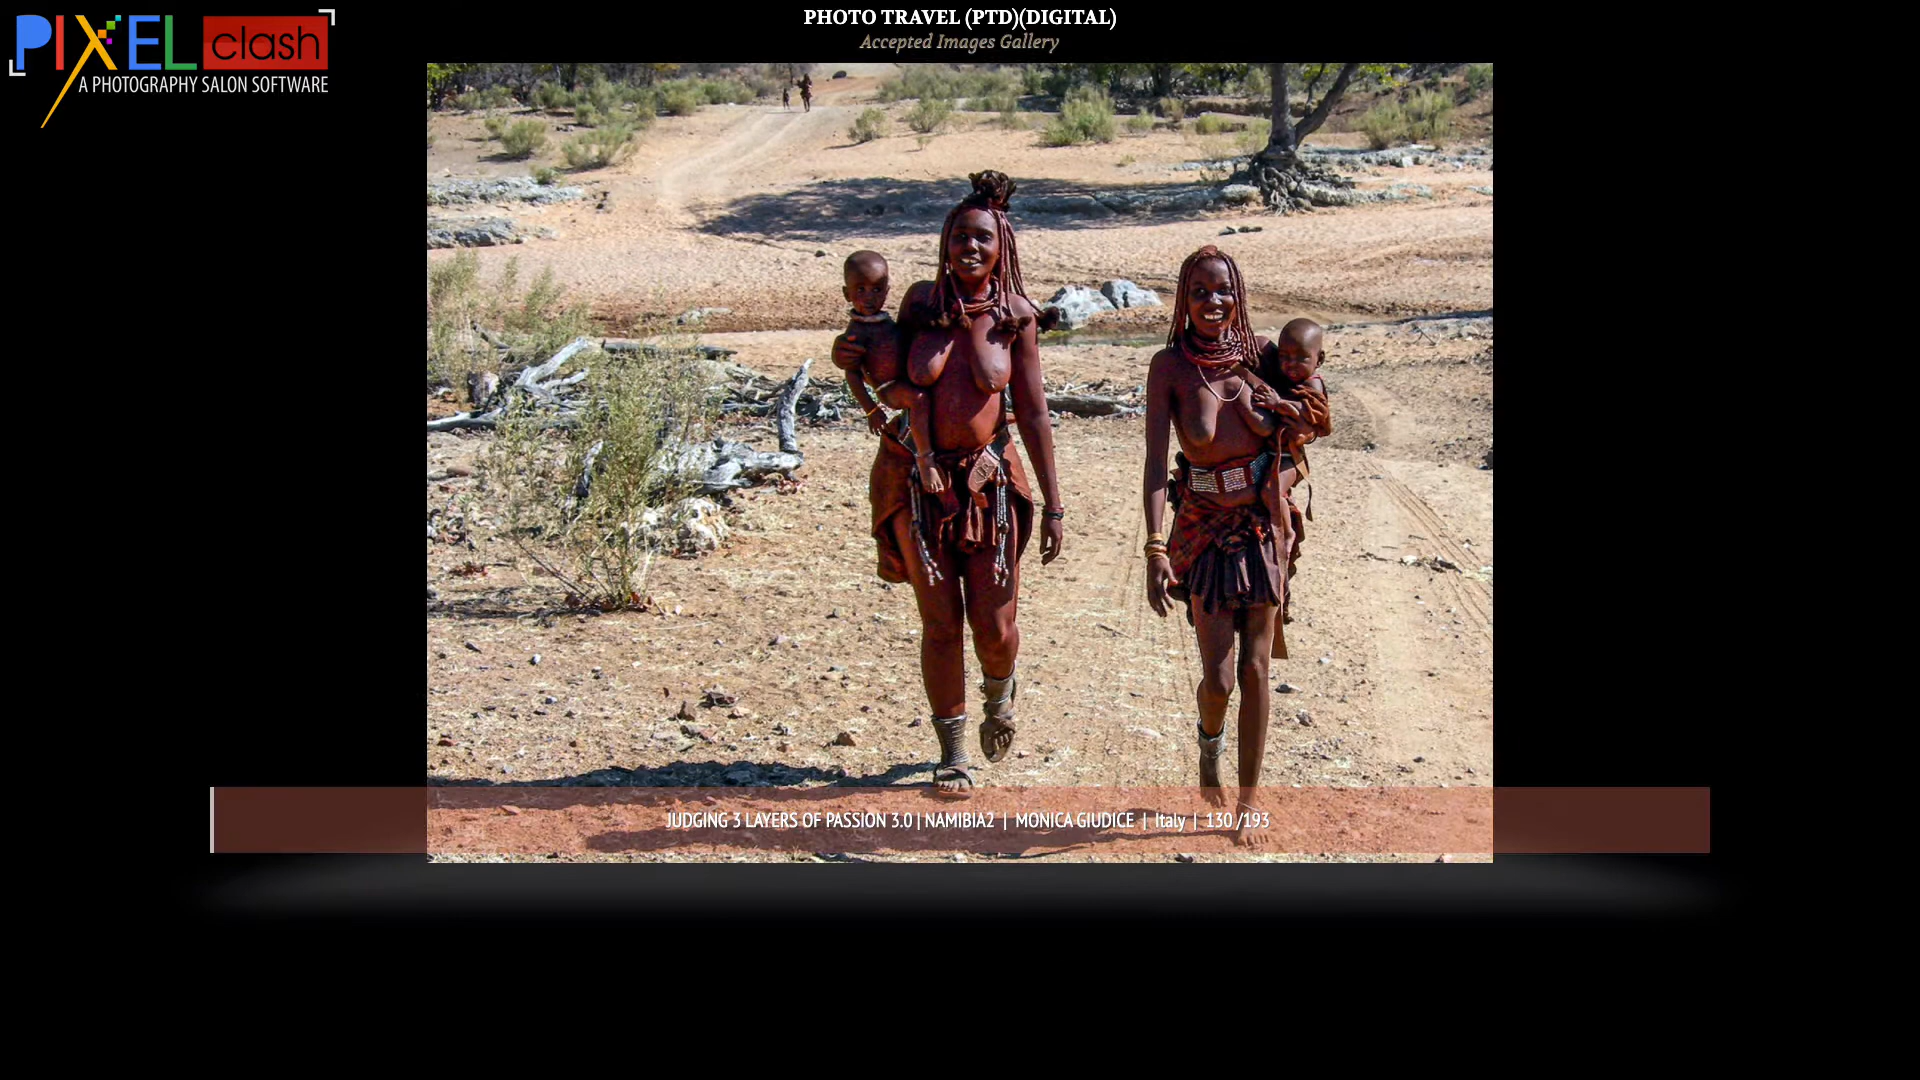 PIXEL clash
A PHOTOGRAPHY SALON SOFTWARE
PHOTO TRAVEL (PTD)(DIGITAL)
Accepted Images Gallery
JUDGING 3 LAYERS OF PASSION 3.0 | NAMIBIA2 | MONICA GIUDICE | Italy | 130 /193